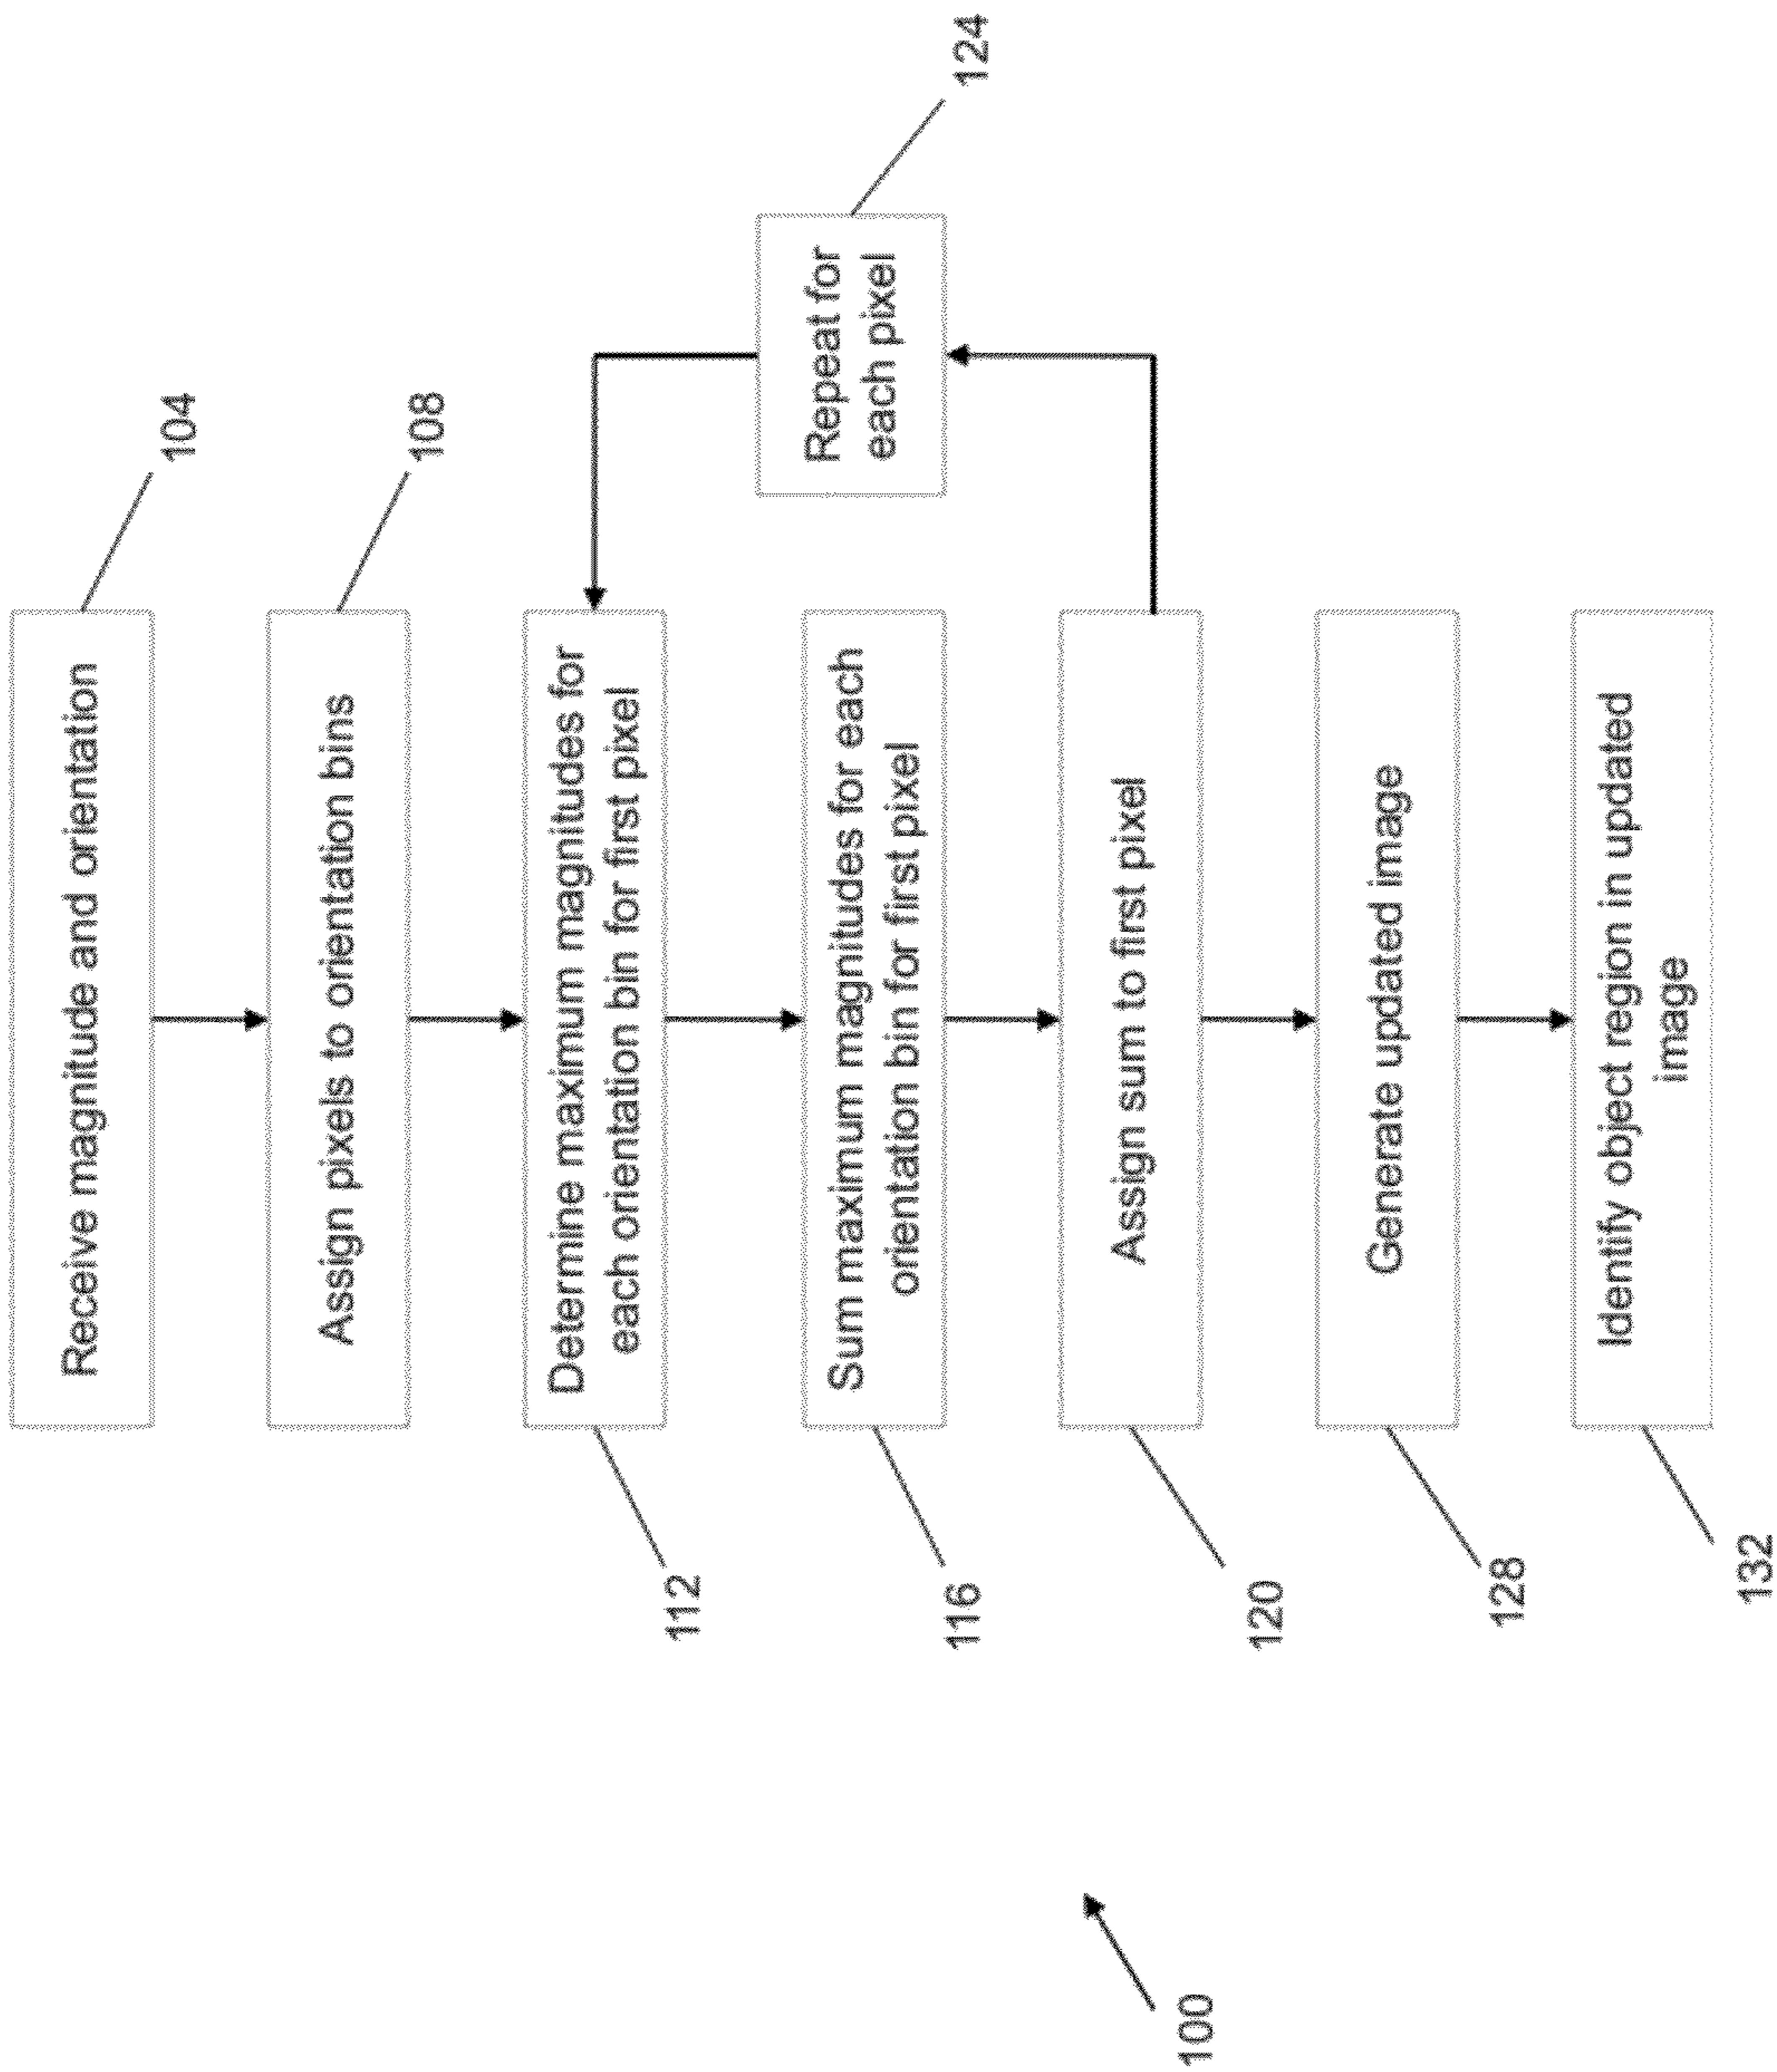 Receive magnitude and orientation
104
Assign pixels to orientation bins
108
Determine maximum magnitudes for
each orientation bin for first pixel
112
Repeat for
each pixel
124
Sum maximum magnitudes for each
orientation bin for first pixel
116
Assign sum to first pixel
120
Generate updated image
128
Identify object region in updated
image
132
100